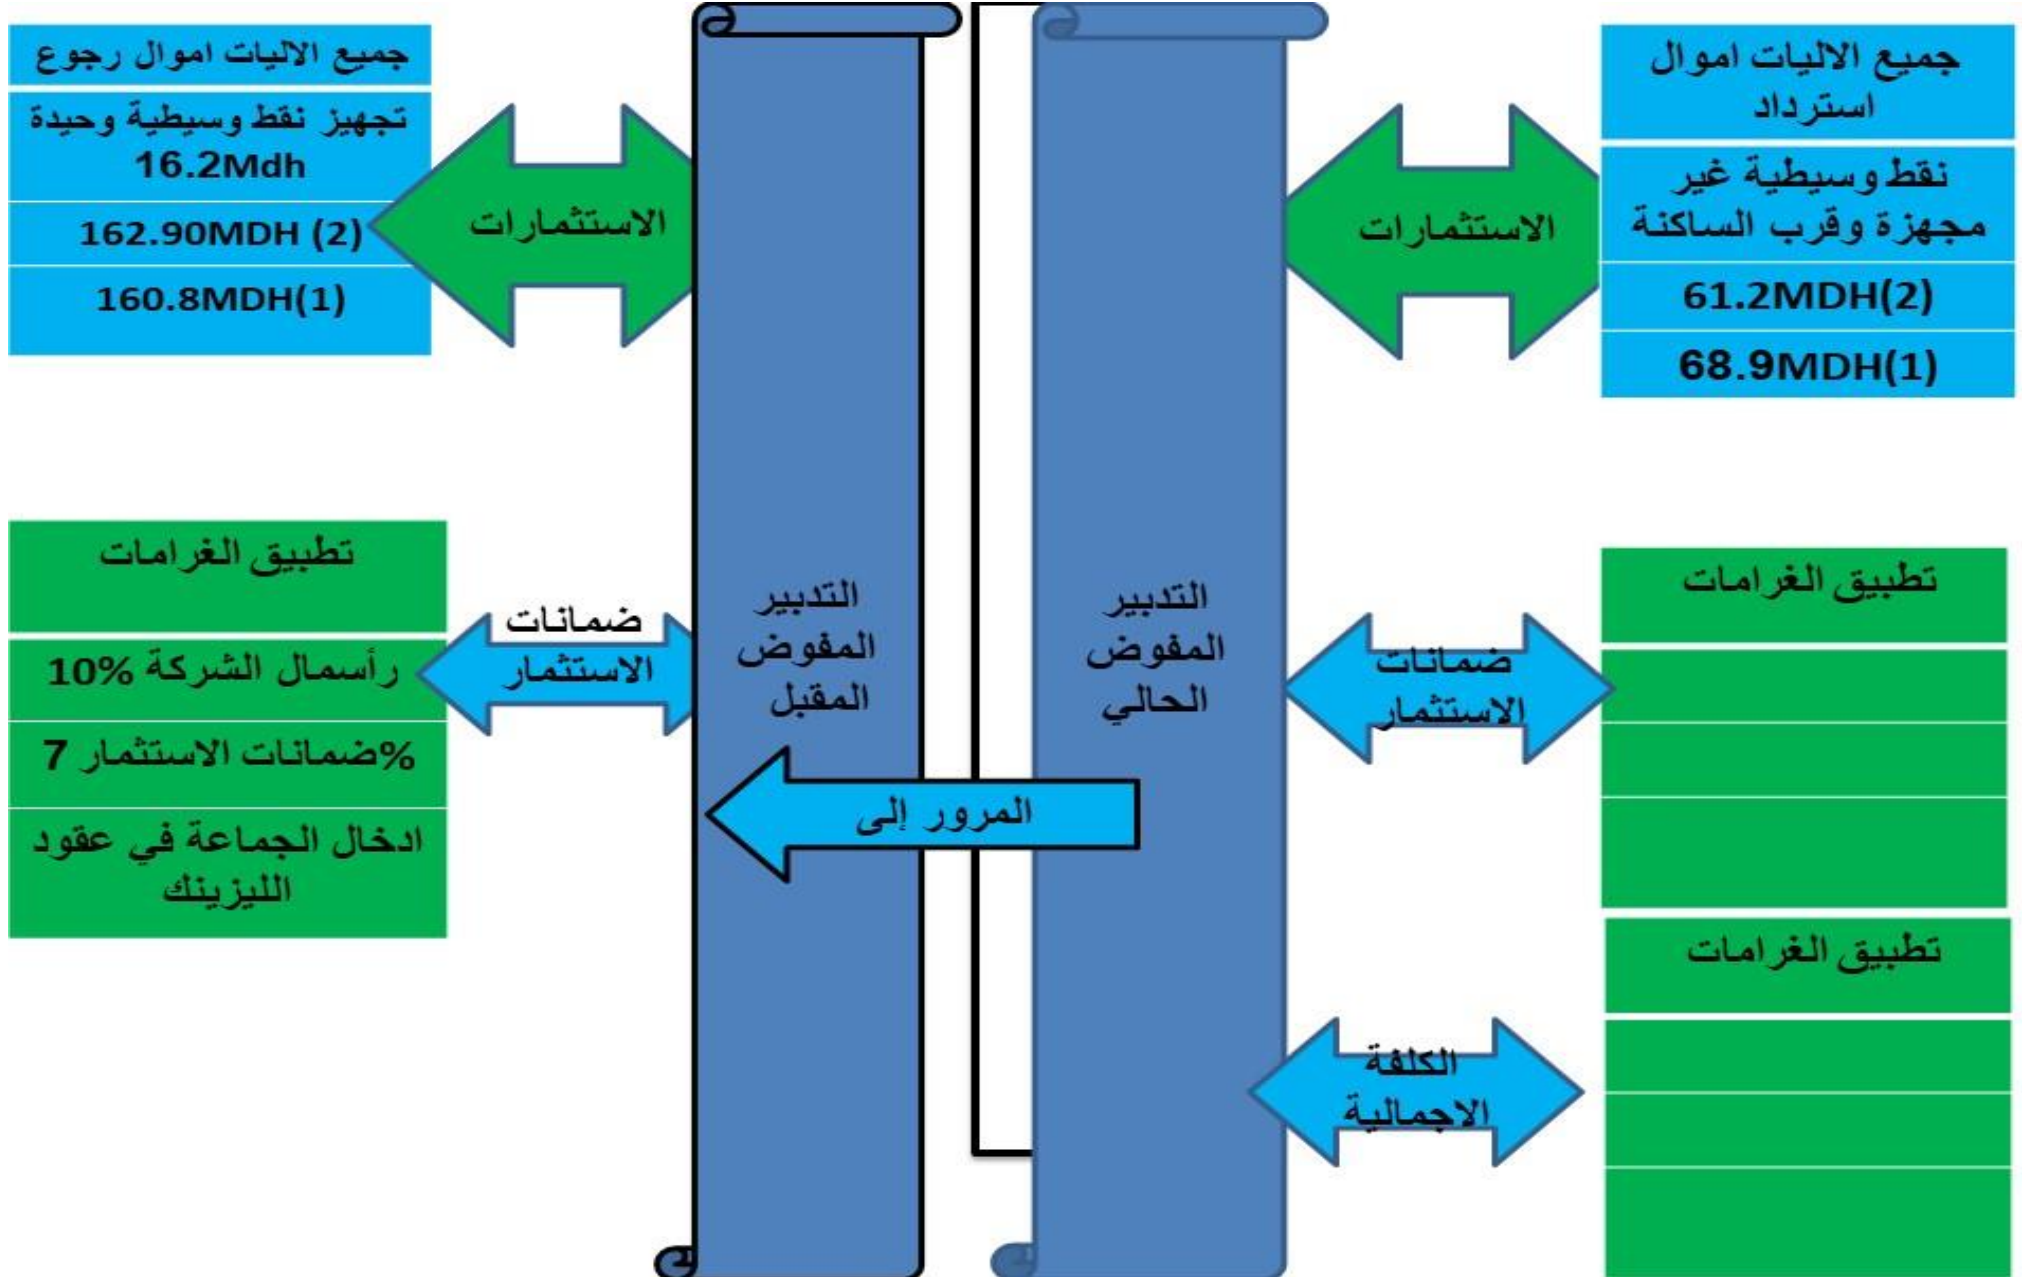 جميع الاليات اموال
استرداد
نقط وسيطية غير
مجهزة وقرب الساكنة
61.2MDH(2)
68.9MDH(1)
الاستثمارات
تطبيق الغرامات
ضمانات
الاستثمار
تطبيق الغرامات
الكلفة
الاجمالية
التدبير
المفوض
الحالي
المرور إلى
التدبير
المفوض
المقبل
الاستثمارات
جميع الاليات اموال رجوع
تجهيز نقط وسيطية وحيدة
16.2Mdh
162.90MDH (2)
160.8MDH(1)
ضمانات
الاستثمار
تطبيق الغرامات
رأسمال الشركة 10%
%ضمانات الاستثمار 7
ادخال الجماعة في عقود
الليزينك